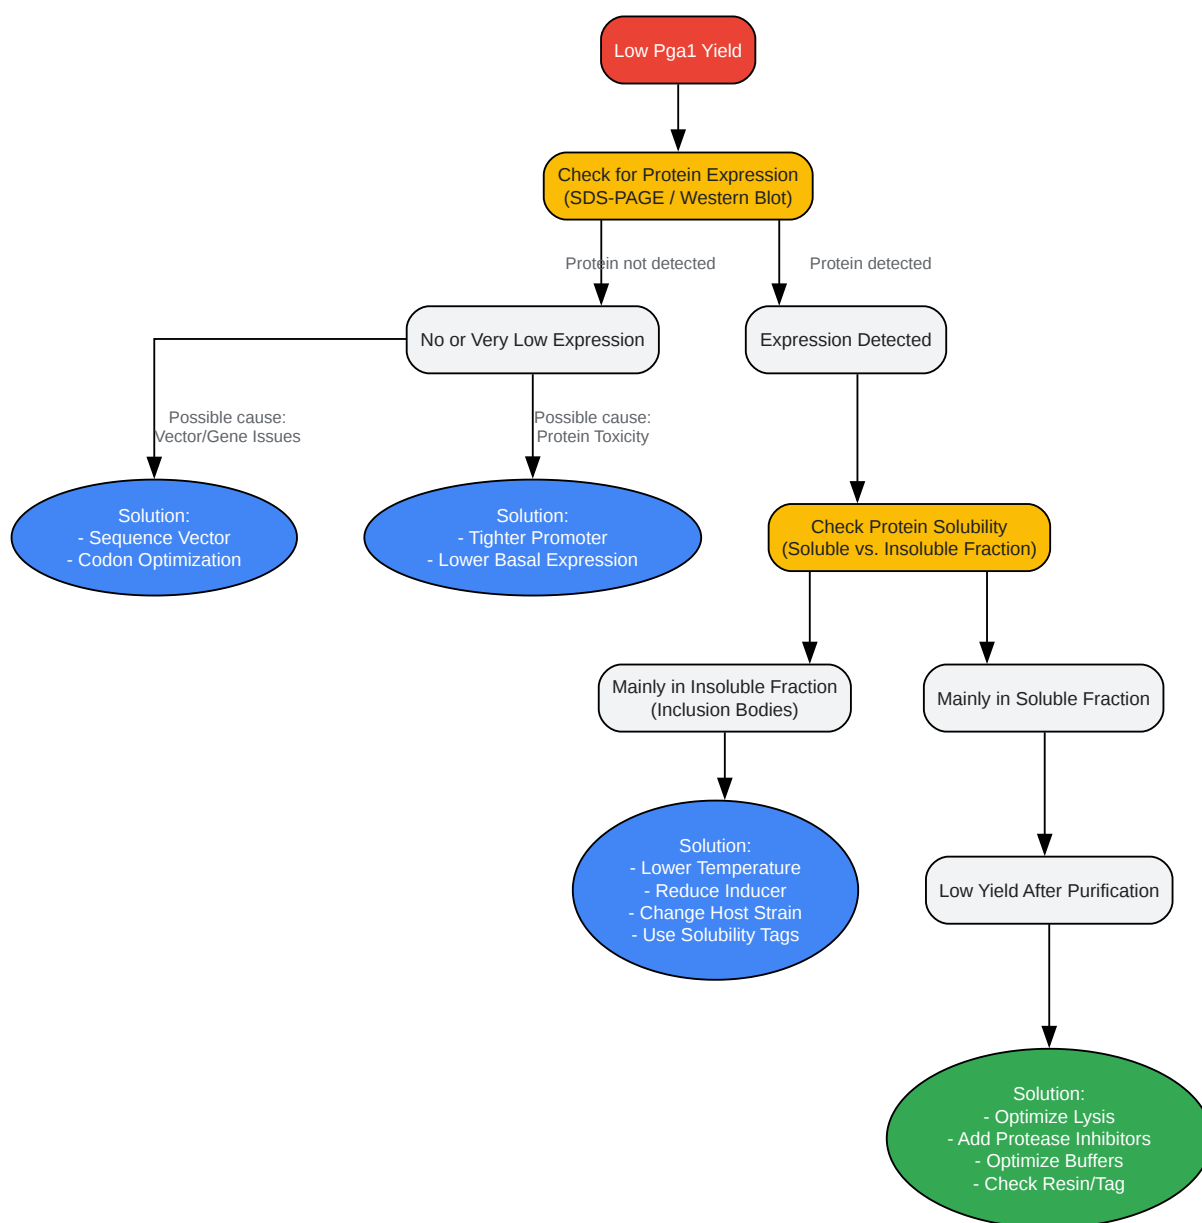 Low Pga1 Yield
Check for Protein Expression
(SDS-PAGE / Western Blot)
Protein not detected
Protein detected
No or Very Low Expression
Expression Detected
Possible cause:
Vector/Gene Issues
Possible cause:
Protein Toxicity
Solution:
- Sequence Vector
- Codon Optimization
Solution:
- Tighter Promoter
- Lower Basal Expression
Check Protein Solubility
(Soluble vs. Insoluble Fraction)
Mainly in Insoluble Fraction
(Inclusion Bodies)
Mainly in Soluble Fraction
Solution:
- Lower Temperature
- Reduce Inducer
- Change Host Strain
- Use Solubility Tags
Low Yield After Purification
Solution:
- Optimize Lysis
- Add Protease Inhibitors
- Optimize Buffers
- Check Resin/Tag